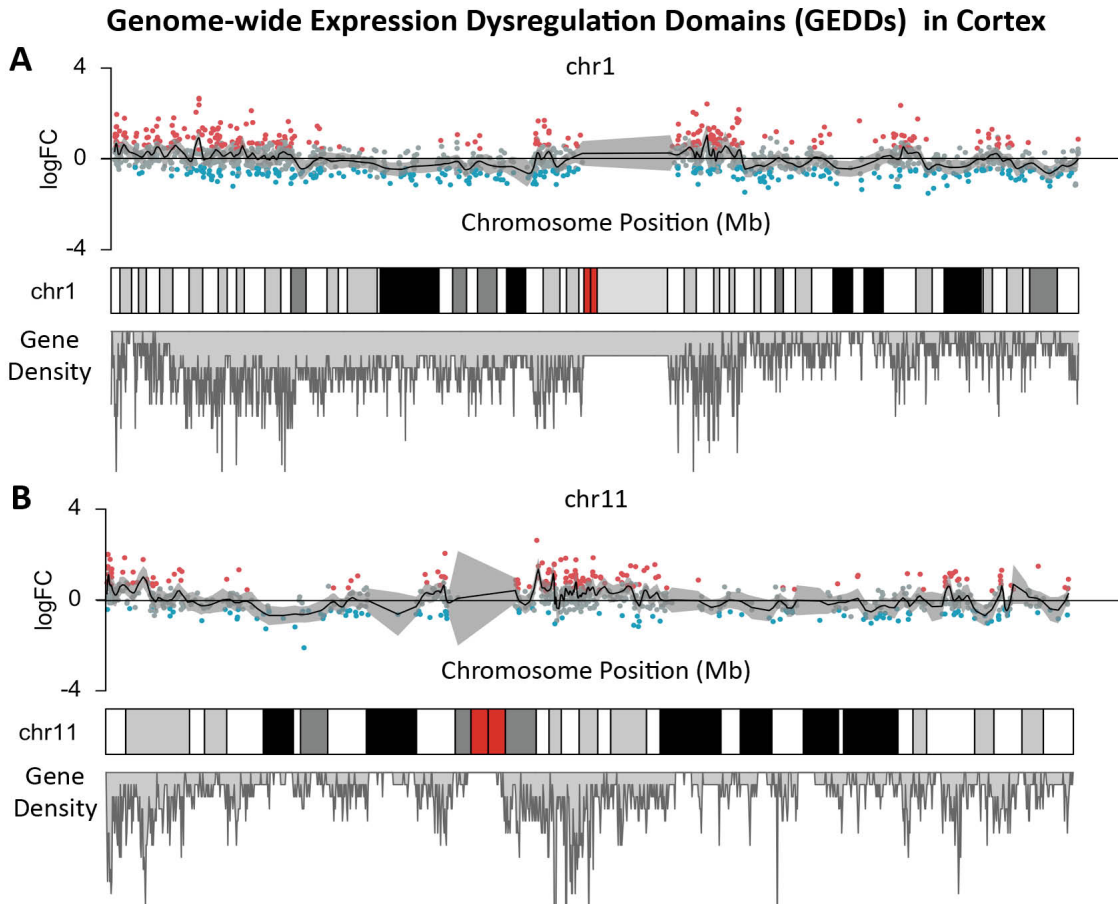 Genome-wide Expression Dysregulation Domains (GEDDs) in Cortex
A
chr1
4
0
-4
logFC
Chromosome Position (Mb)
chr1
Gene
Density
B
chr11
4
0
-4
logFC
Chromosome Position (Mb)
chr11
Gene
Density